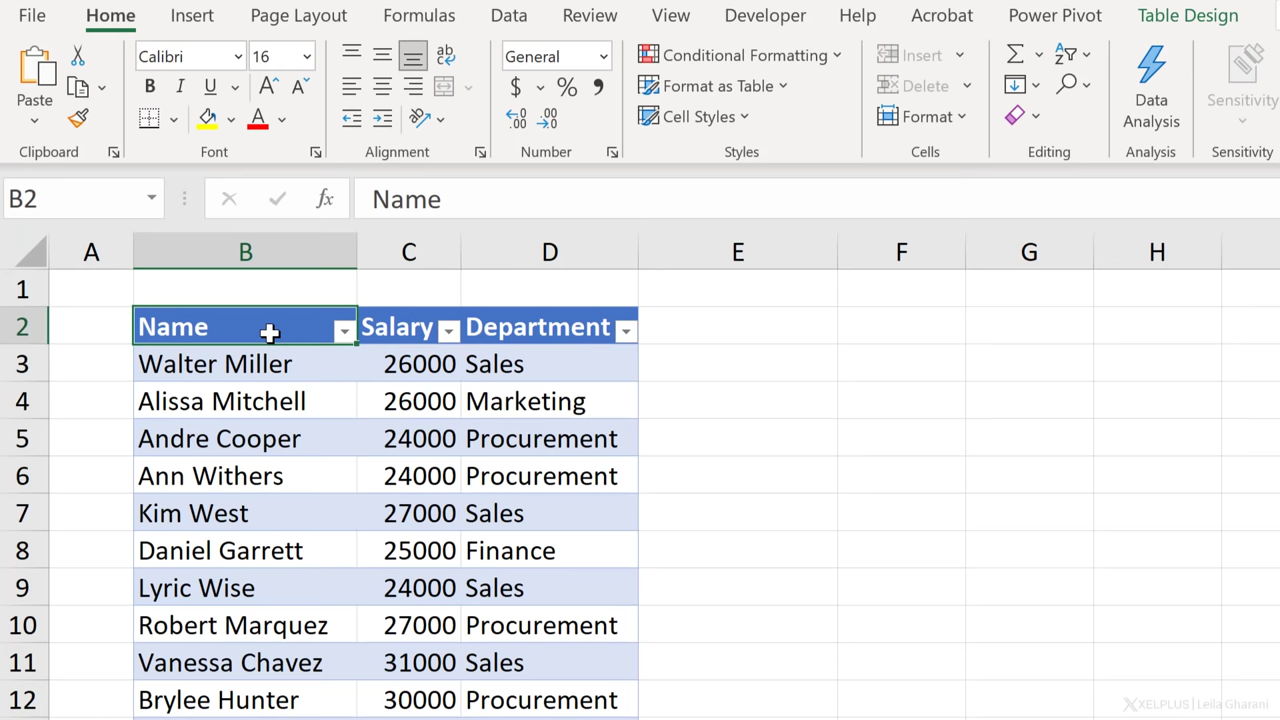 File Home Insert Page Layout Formulas Data Review View Developer Help Acrobat Power Pivot Table Design
Calibri 16 General Conditional Formatting Insert
Paste B I U A A $ % 9 Format as Table Delete Data Analysis Sensitivity
A Cell Styles Format
Clipboard Font Alignment Number Styles Cells Editing Analysis Sensitivity
B2 fx Name
A B C D E F G H
1
2 Name Salary Department
3 Walter Miller 26000 Sales
4 Alissa Mitchell 26000 Marketing
5 Andre Cooper 24000 Procurement
6 Ann Withers 24000 Procurement
7 Kim West 27000 Sales
8 Daniel Garrett 25000 Finance
9 Lyric Wise 24000 Sales
10 Robert Marquez 27000 Procurement
11 Vanessa Chavez 31000 Sales
12 Brylee Hunter 30000 Procurement
XELPLUS | Leila Gharani